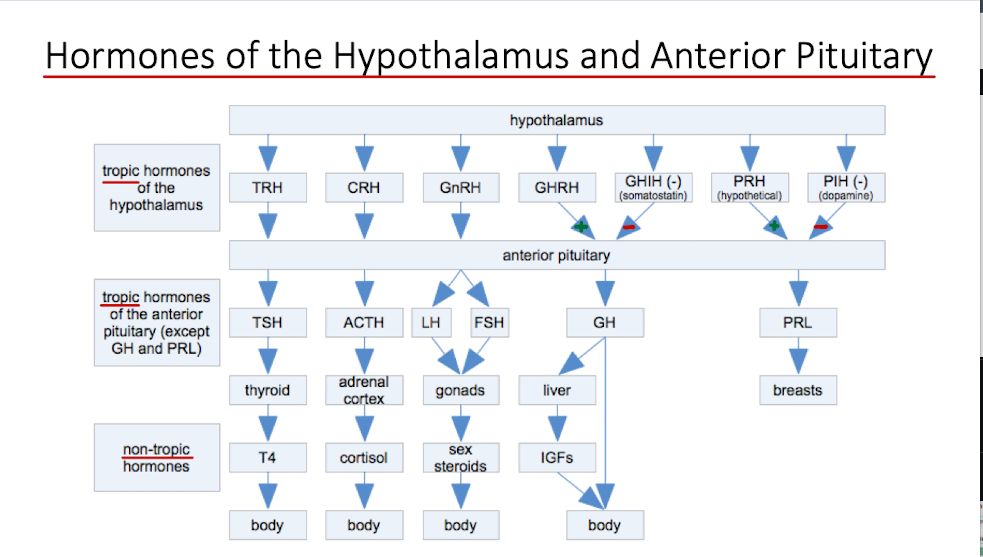 Hormones of the Hypothalamus and Anterior Pituitary
hypothalamus
tropic hormones
of the
hypothalamus
TRH
CRH
GnRH
GHRH
GHIH (-)
(somatostatin)
PRH
(hypothetical)
PIH (-)
(dopamine)
+
-
+
-
anterior pituitary
tropic hormones
of the anterior
pituitary (except
GH and PRL)
TSH
ACTH
LH
FSH
GH
PRL
thyroid
adrenal
cortex
gonads
liver
breasts
non-tropic
hormones
T4
cortisol
sex
steroids
IGFs
body
body
body
body